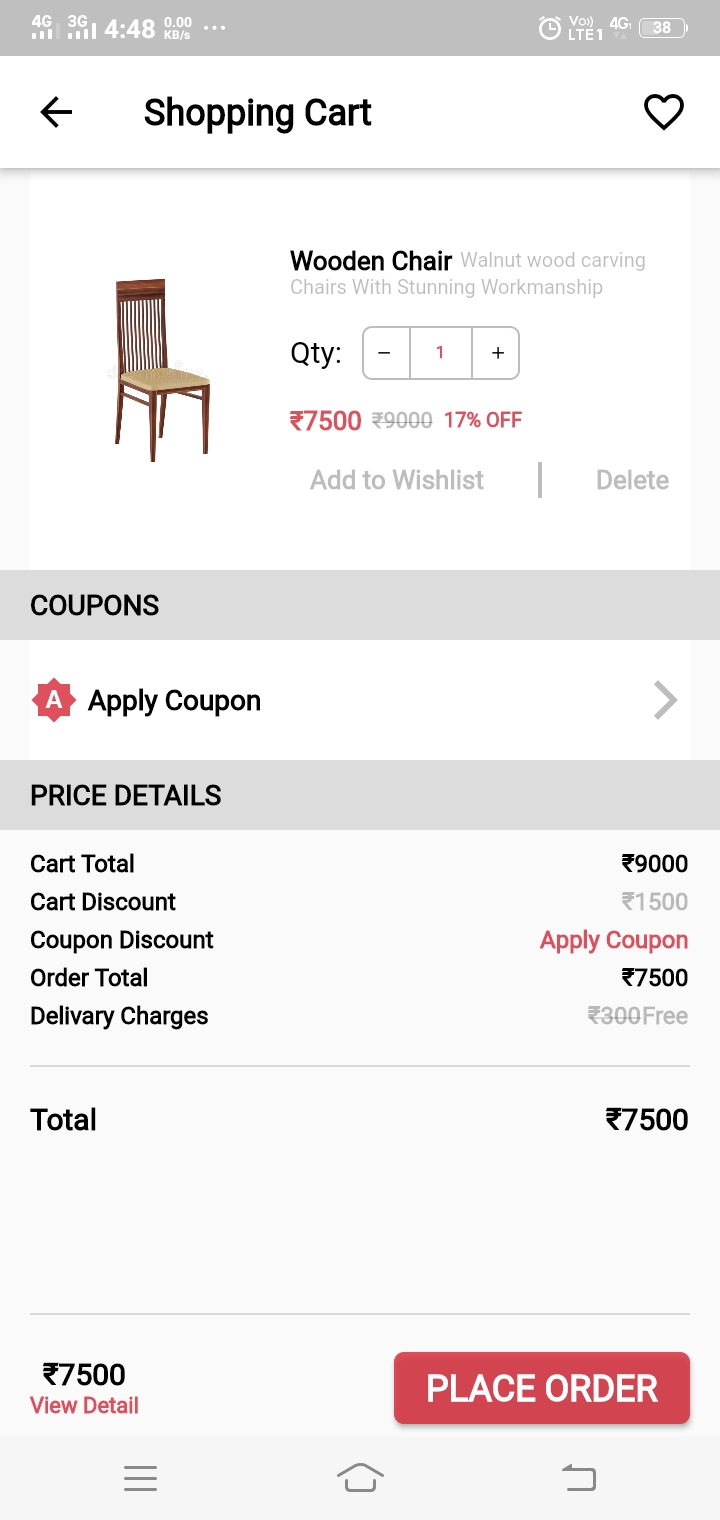 4G 3G 4:48 0.00 KB/s ... Vo)) LTE1 4G 38
Shopping Cart
Wooden Chair Walnut wood carving
Chairs With Stunning Workmanship
Qty: − 1 +
₹7500 ₹9000 17% OFF
Add to Wishlist | Delete
COUPONS
A Apply Coupon
PRICE DETAILS
Cart Total ₹9000
Cart Discount ₹1500
Coupon Discount Apply Coupon
Order Total ₹7500
Delivary Charges ₹300Free
Total ₹7500
₹7500
View Detail
PLACE ORDER